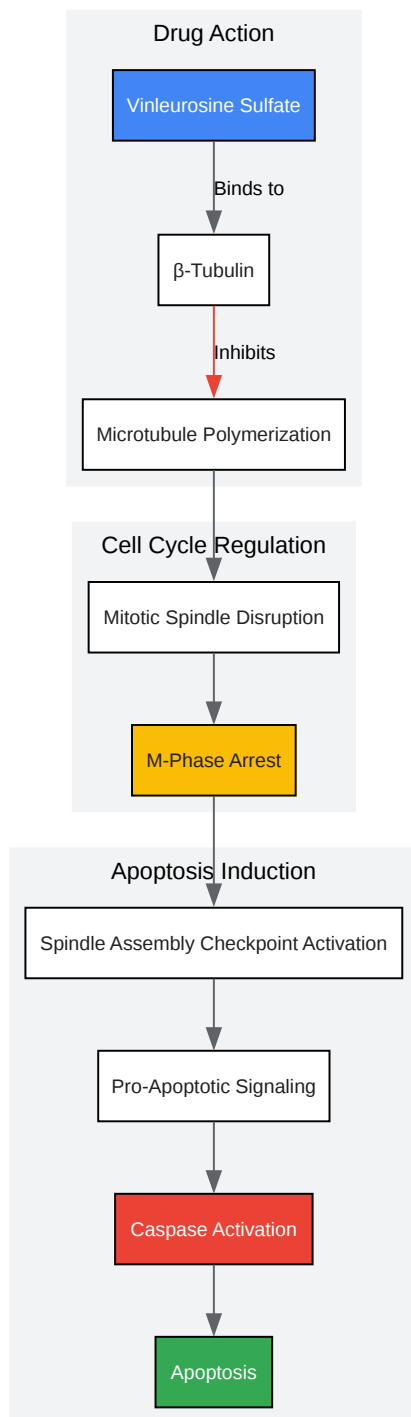 Drug Action
Vinleurosine Sulfate
Binds to
β-Tubulin
Inhibits
Microtubule Polymerization
Cell Cycle Regulation
Mitotic Spindle Disruption
M-Phase Arrest
Apoptosis Induction
Spindle Assembly Checkpoint Activation
Pro-Apoptotic Signaling
Caspase Activation
Apoptosis